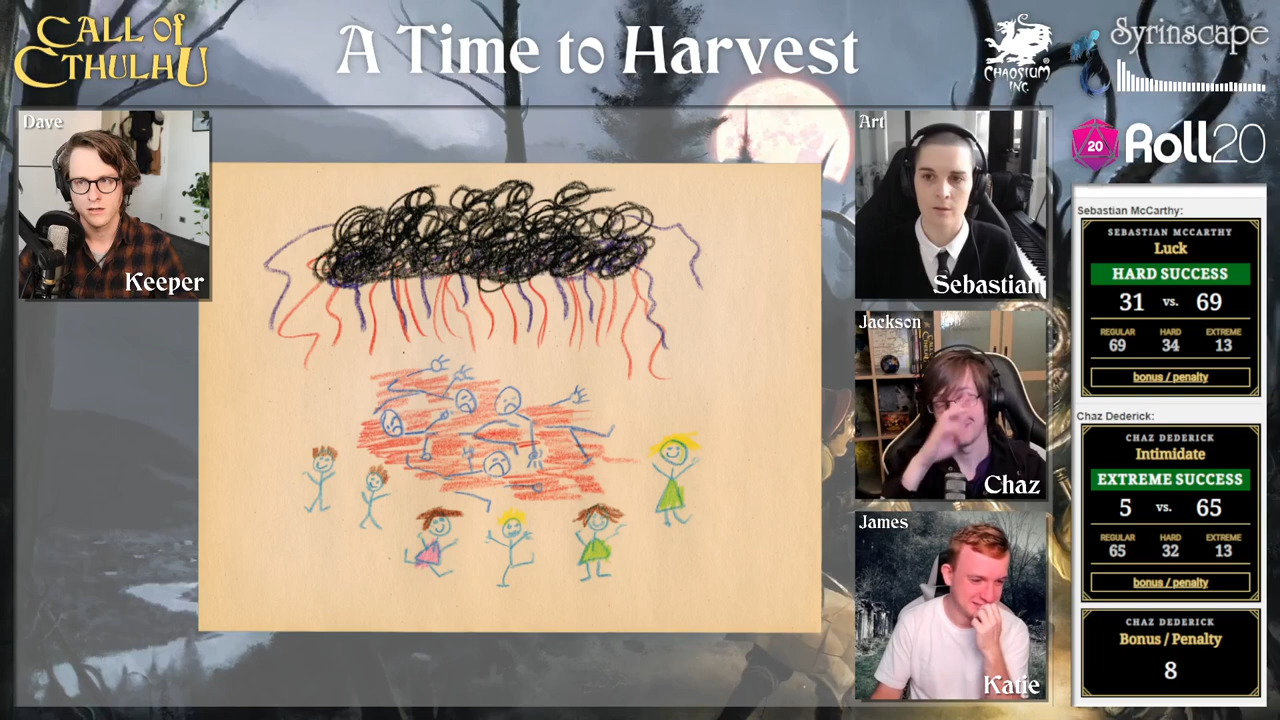 CALL of
CTHULHU
A Time to Harvest
CHAOSIUM
INC.
Syrinscape
20
Roll20
Dave
Keeper
Art
Sebastian
Jackson
Chaz
James
Katie
Sebastian McCarthy:
SEBASTIAN MCCARTHY
Luck
HARD SUCCESS
31 vs. 69
REGULAR HARD EXTREME
69 34 13
bonus / penalty
Chaz Dederick:
CHAZ DEDERICK
Intimidate
EXTREME SUCCESS
5 vs. 65
REGULAR HARD EXTREME
65 32 13
bonus / penalty
CHAZ DEDERICK
Bonus / Penalty
8